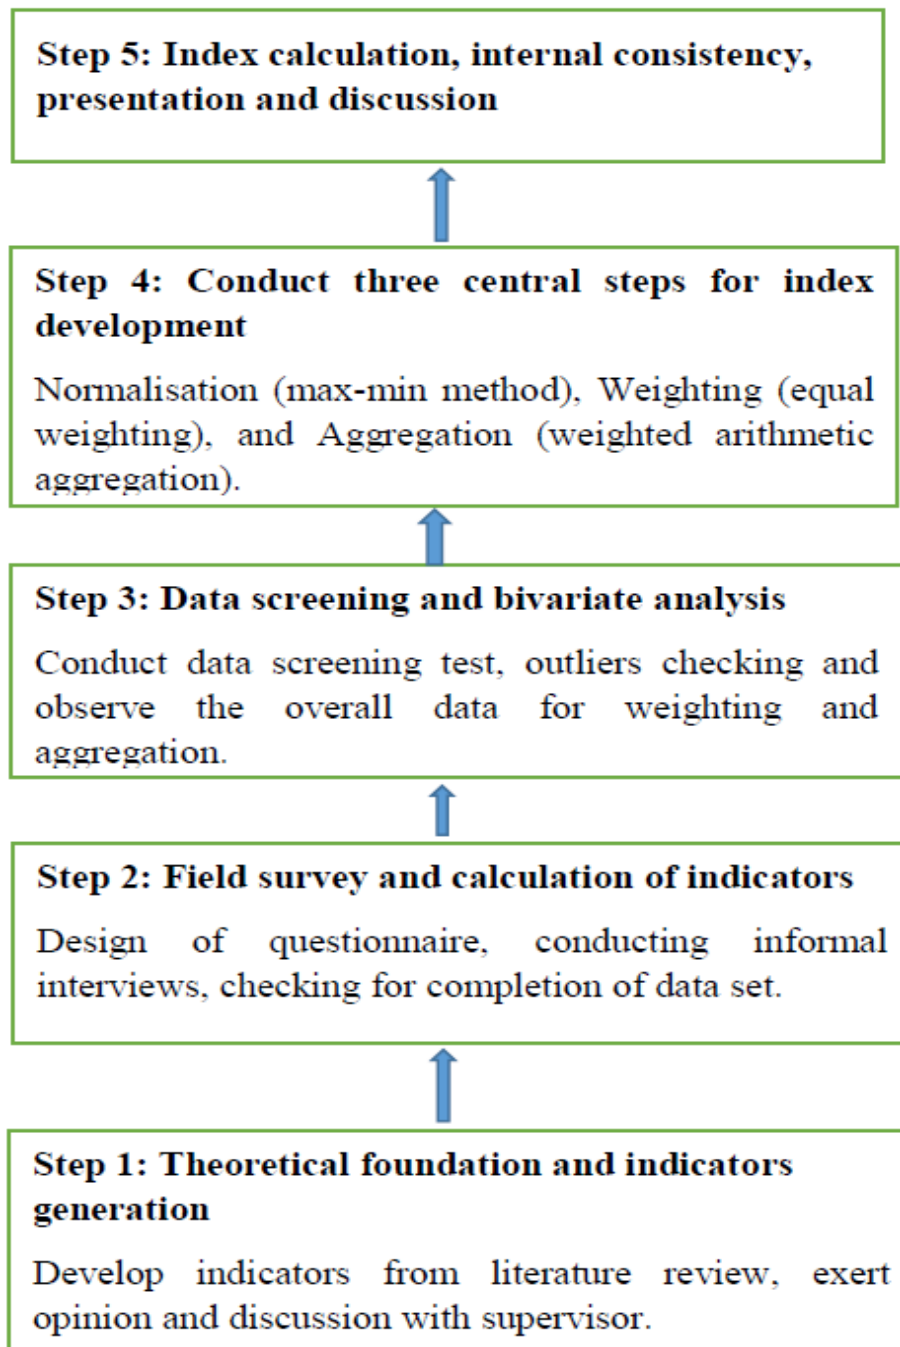 Step 5: Index calculation, internal consistency,
presentation and discussion
Step 4: Conduct three central steps for index
development
Normalisation (max-min method), Weighting (equal
weighting), and Aggregation (weighted arithmetic
aggregation).
Step 3: Data screening and bivariate analysis
Conduct data screening test, outliers checking and
observe the overall data for weighting and
aggregation.
Step 2: Field survey and calculation of indicators
Design of questionnaire, conducting informal
interviews, checking for completion of data set.
Step 1: Theoretical foundation and indicators
generation
Develop indicators from literature review, exert
opinion and discussion with supervisor.